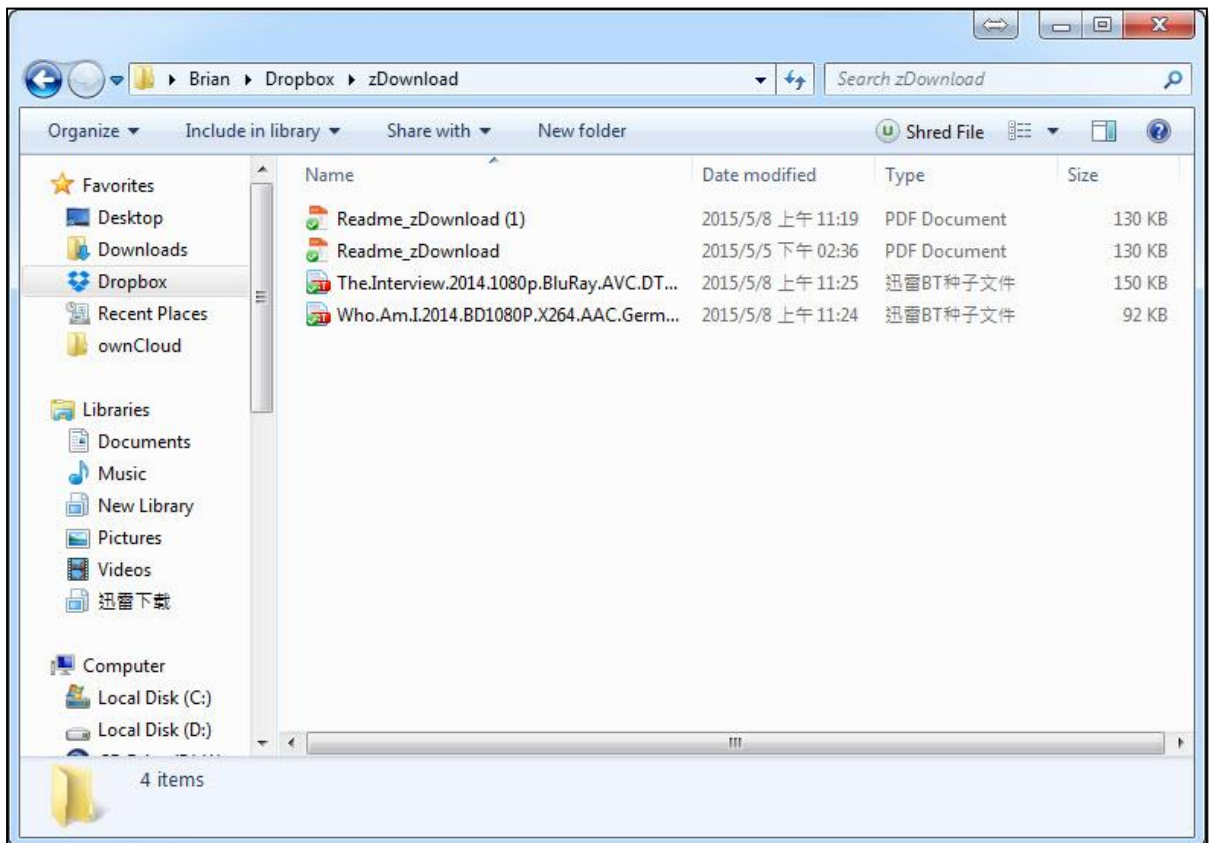 Brian Dropbox zDownload Search zDownload
Organize Include in library Share with New folder Shred File
Favorites
Desktop
Downloads
Dropbox
Recent Places
ownCloud
Libraries
Documents
Music
New Library
Pictures
Videos
迅雷下载
Computer
Local Disk (C:)
Local Disk (D:)
Name Date modified Type Size
Readme_zDownload (1) 2015/5/8 上午 11:19 PDF Document 130 KB
Readme_zDownload 2015/5/5 下午 02:36 PDF Document 130 KB
The.Interview.2014.1080p.BluRay.AVC.DT... 2015/5/8 上午 11:25 迅雷BT种子文件 150 KB
Who.Am.I.2014.BD1080P.X264.AAC.Germ... 2015/5/8 上午 11:24 迅雷BT种子文件 92 KB
4 items